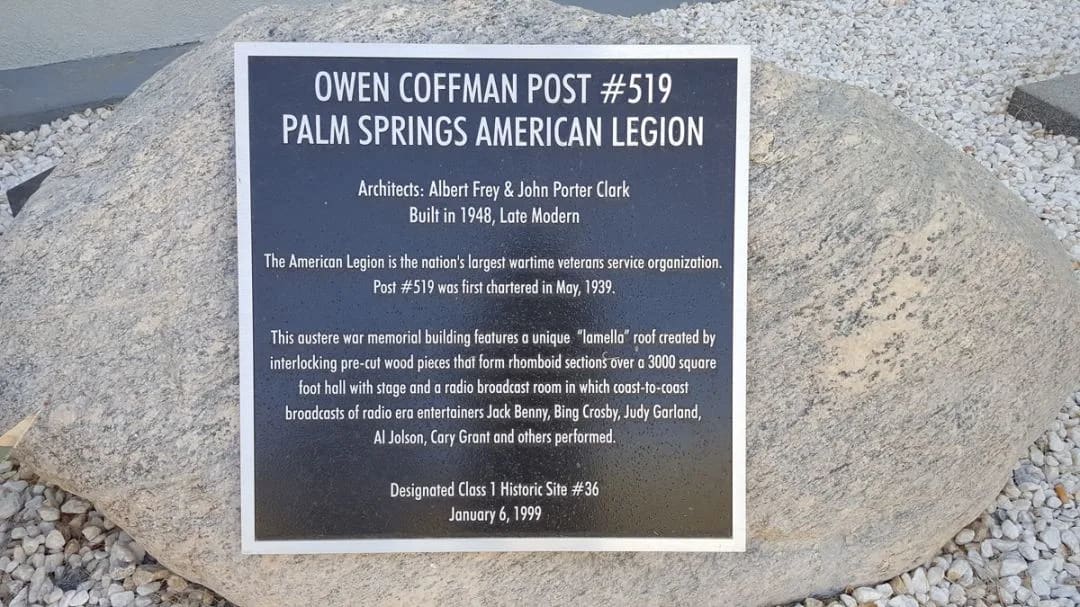 OWEN COFFMAN POST #519
PALM SPRINGS AMERICAN LEGION
Architects: Albert Frey & John Porter Clark
Built in 1948, Late Modern
The American Legion is the nation's largest wartime veterans service organization.
Post #519 was first chartered in May, 1939.
This austere war memorial building features a unique "lamella" roof created by
interlocking pre-cut wood pieces that form rhomboid sections over a 3000 square
foot hall with stage and a radio broadcast room in which coast-to-coast
broadcasts of radio era entertainers Jack Benny, Bing Crosby, Judy Garland,
Al Jolson, Cary Grant and others performed.
Designated Class 1 Historic Site #36
January 6, 1999